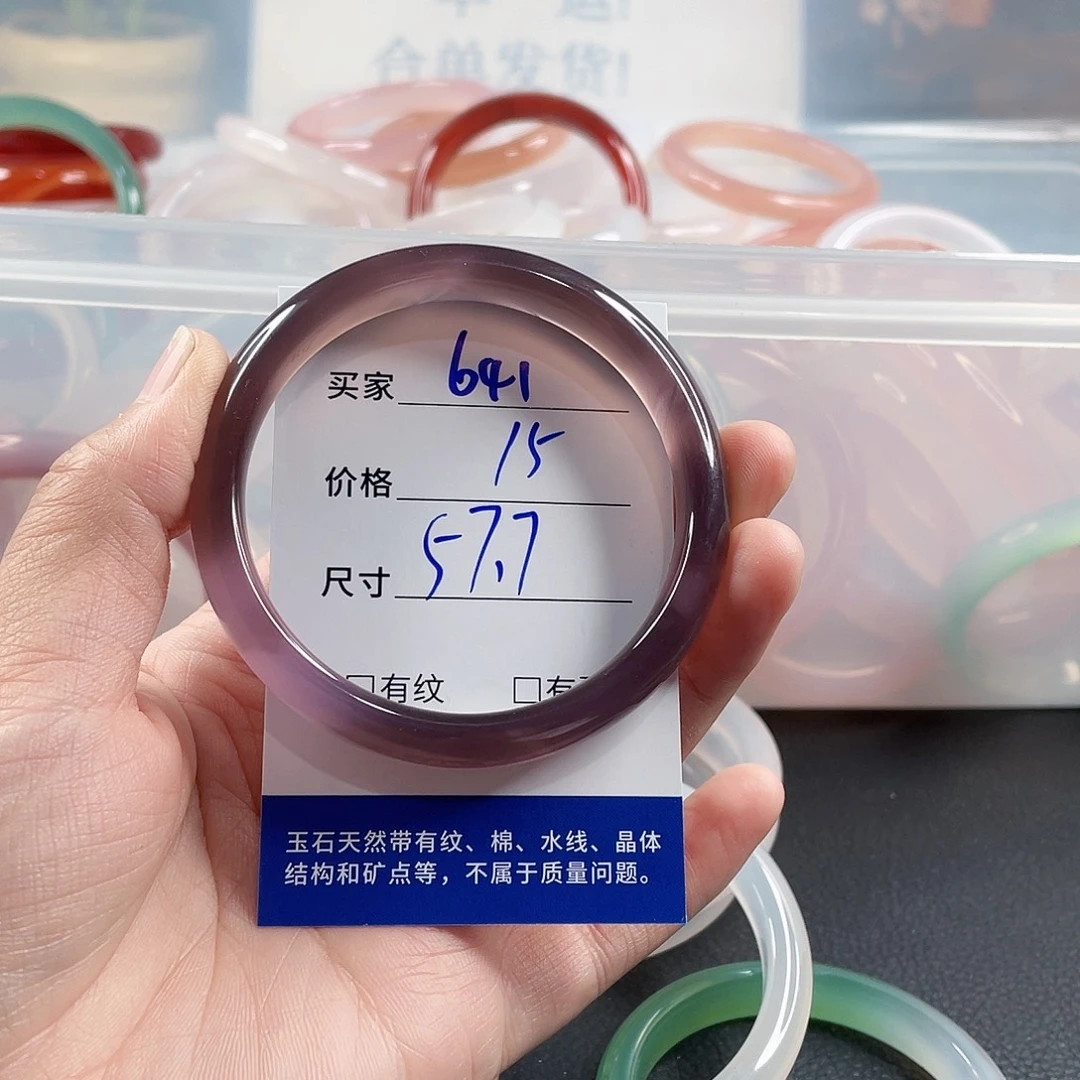 合单发货!
买家 641
价格 15
尺寸 57.7
□有纹 □有
玉石天然带有纹、棉、水线、晶体
结构和矿点等，不属于质量问题。